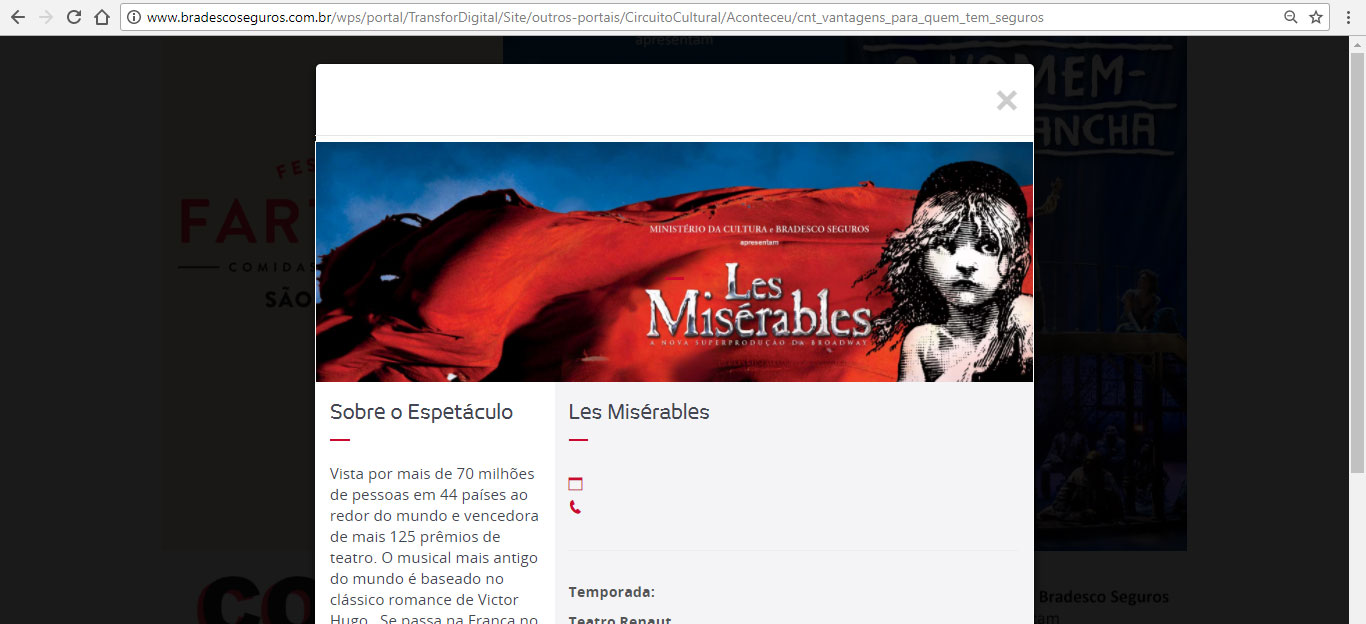 www.bradescoseguros.com.br/wps/portal/TransforDigital/Site/outros-portais/CircuitoCultural/Aconteceu/cnt_vantagens_para_quem_tem_seguros
apresentam
O HOMEM-
ANCHA
FES
FART
COMIDAS
SÃO
×
MINISTÉRIO DA CULTURA e BRADESCO SEGUROS
apresentam
Les
Misérables
A NOVA SUPERPRODUÇÃO DA BROADWAY
Sobre o Espetáculo
Vista por mais de 70 milhões
de pessoas em 44 países ao
redor do mundo e vencedora
de mais 125 prêmios de
teatro. O musical mais antigo
do mundo é baseado no
clássico romance de Victor
Hugo. Se passa na França no
Les Misérables
Temporada:
Teatro Renaut
CO
Bradesco Seguros
am